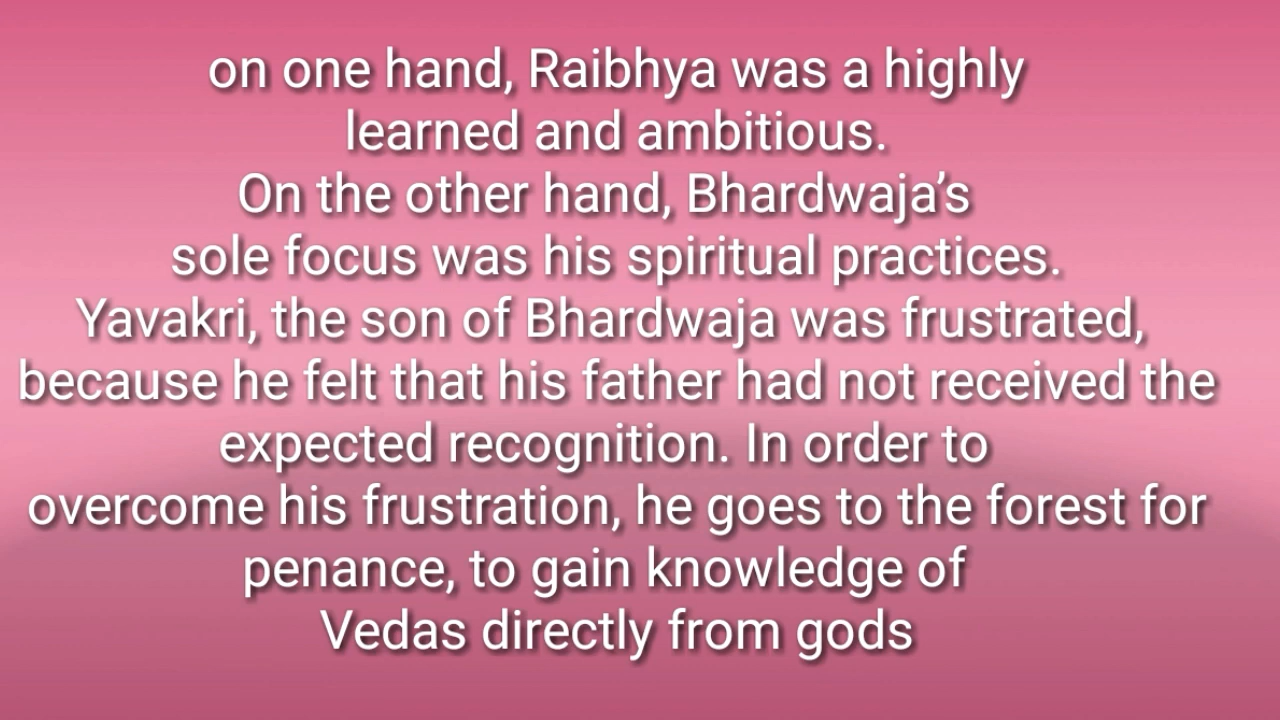 on one hand, Raibhya was a highly
learned and ambitious.
On the other hand, Bhardwaja’s
sole focus was his spiritual practices.
Yavakri, the son of Bhardwaja was frustrated,
because he felt that his father had not received the
expected recognition. In order to
overcome his frustration, he goes to the forest for
penance, to gain knowledge of
Vedas directly from gods